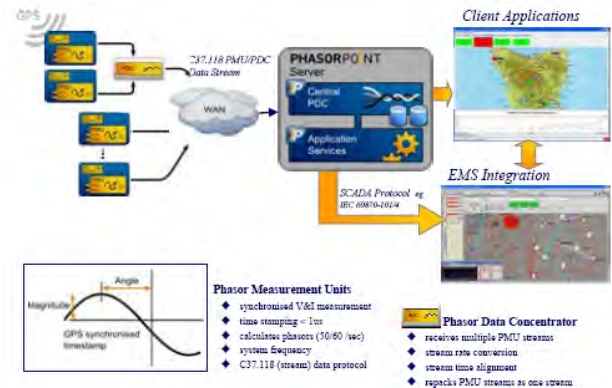 GPS
C37.118 PMU/PDC
Data Stream
WAN
PHASORPOINT
Server
Central
PDC
Application
Services
Client Applications
EMS Integration
SCADA Protocol eg
IEC 60870-101/4
Angle
Magnitude
GPS synchronised
timestamp
Phasor Measurement Units
synchronised V&I measurement
time stamping < 1us
calculates phasors (50/60 /sec)
system frequency
C37.118 (stream) data protocol
Phasor Data Concentrator
receives multiple PMU streams
stream rate conversion
stream time alignment
repacks PMU streams as one stream